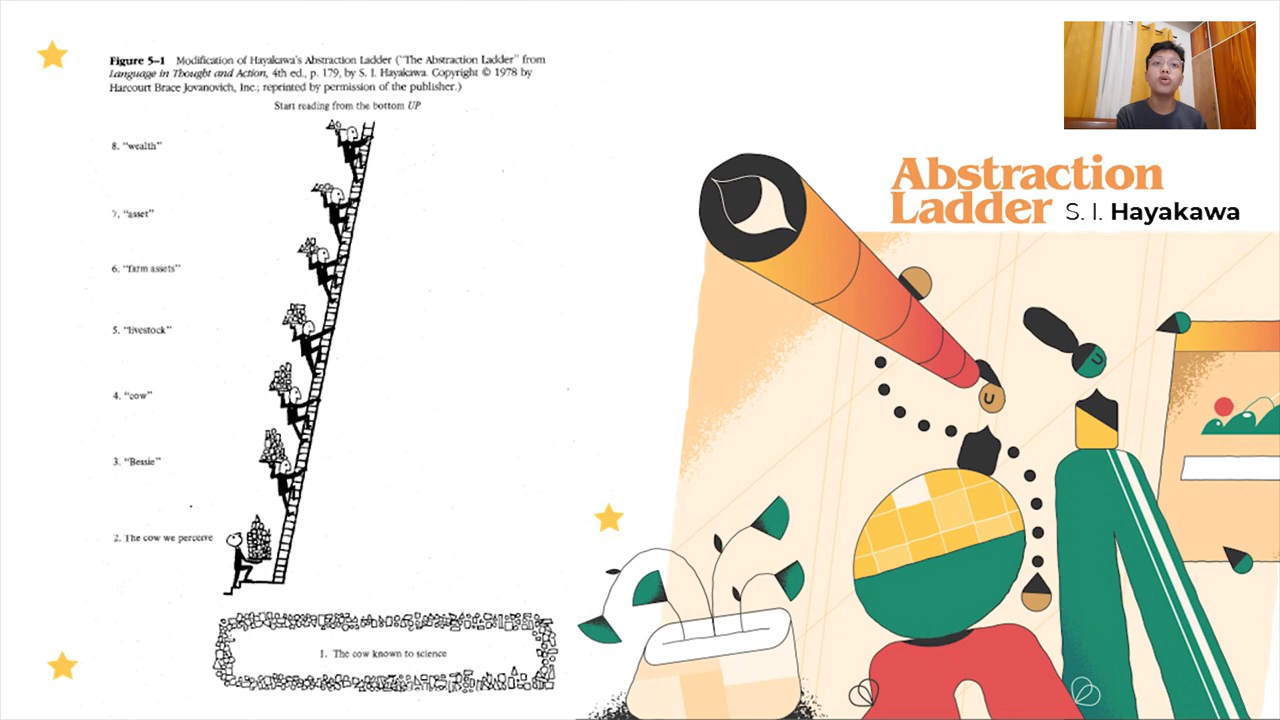 Figure 5–1 Modification of Hayakawa's Abstraction Ladder ("The Abstraction Ladder" from
Language in Thought and Action, 4th ed., p. 179, by S. I. Hayakawa. Copyright © 1978 by
Harcourt Brace Jovanovich, Inc.; reprinted by permission of the publisher.)
Start reading from the bottom UP
8. "wealth"
7. "asset"
6. "farm assets"
5. "livestock"
4. "cow"
3. "Bessie"
2. The cow we perceive
1. The cow known to science
Abstraction
Ladder S. I. Hayakawa